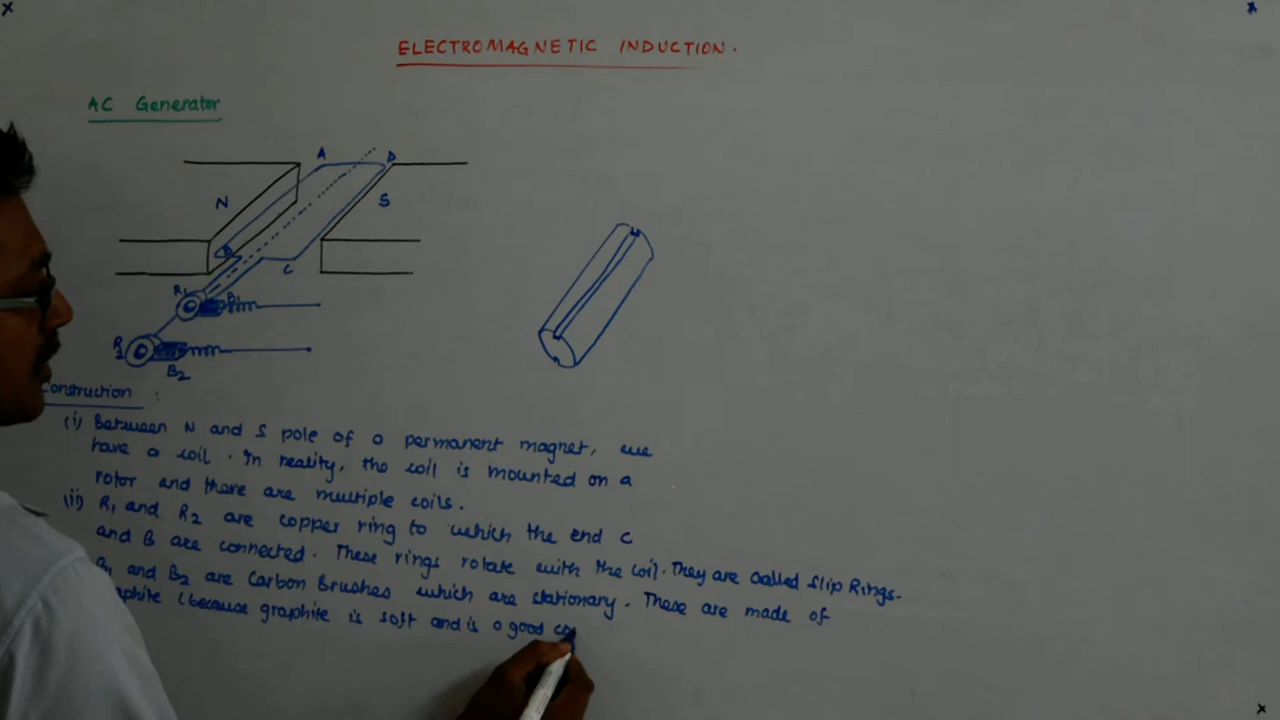 ELECTROMAGNETIC INDUCTION.
AC Generator
A
D
N
S
B
C
R1
B1
R2
B2
Construction :
(i) Between N and S pole of a permanent magnet, we
have a coil. In reality, the coil is mounted on a
rotor and there are multiple coils.
(ii) R1 and R2 are copper ring to which the end C
and B are connected. These rings rotate with the coil. They are called Slip Rings.
B1 and B2 are Carbon Brushes which are stationary. These are made of
(because graphite is soft and is a good